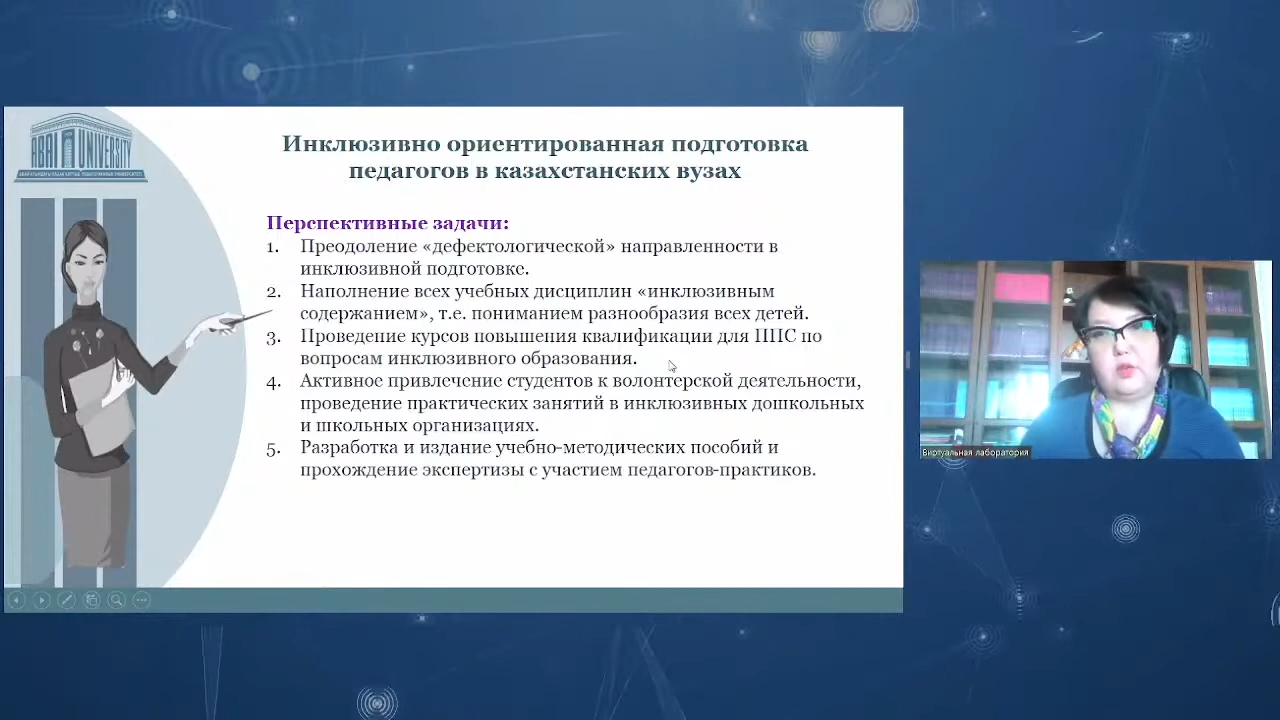 ABAI UNIVERSITY
Инклюзивно ориентированная подготовка
педагогов в казахстанских вузах
Перспективные задачи:
1. Преодоление «дефектологической» направленности в
инклюзивной подготовке.
2. Наполнение всех учебных дисциплин «инклюзивным
содержанием», т.е. пониманием разнообразия всех детей.
3. Проведение курсов повышения квалификации для ППС по
вопросам инклюзивного образования.
4. Активное привлечение студентов к волонтерской деятельности,
проведение практических занятий в инклюзивных дошкольных
и школьных организациях.
5. Разработка и издание учебно-методических пособий и
прохождение экспертизы с участием педагогов-практиков.
Виртуальная лаборатория